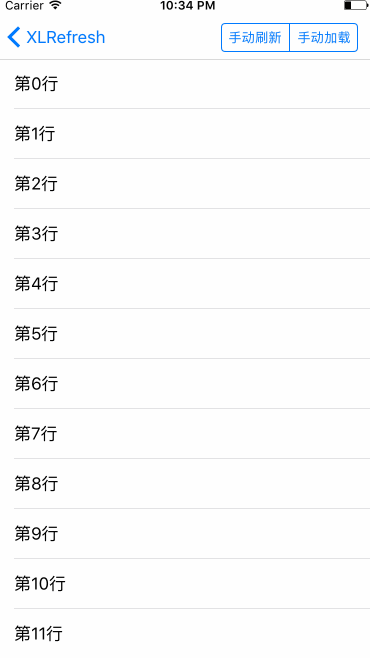 Carrier 10:34 PM
XLRefresh 手动刷新 手动加载
第0行
第1行
第2行
第3行
第4行
第5行
第6行
第7行
第8行
第9行
第10行
第11行